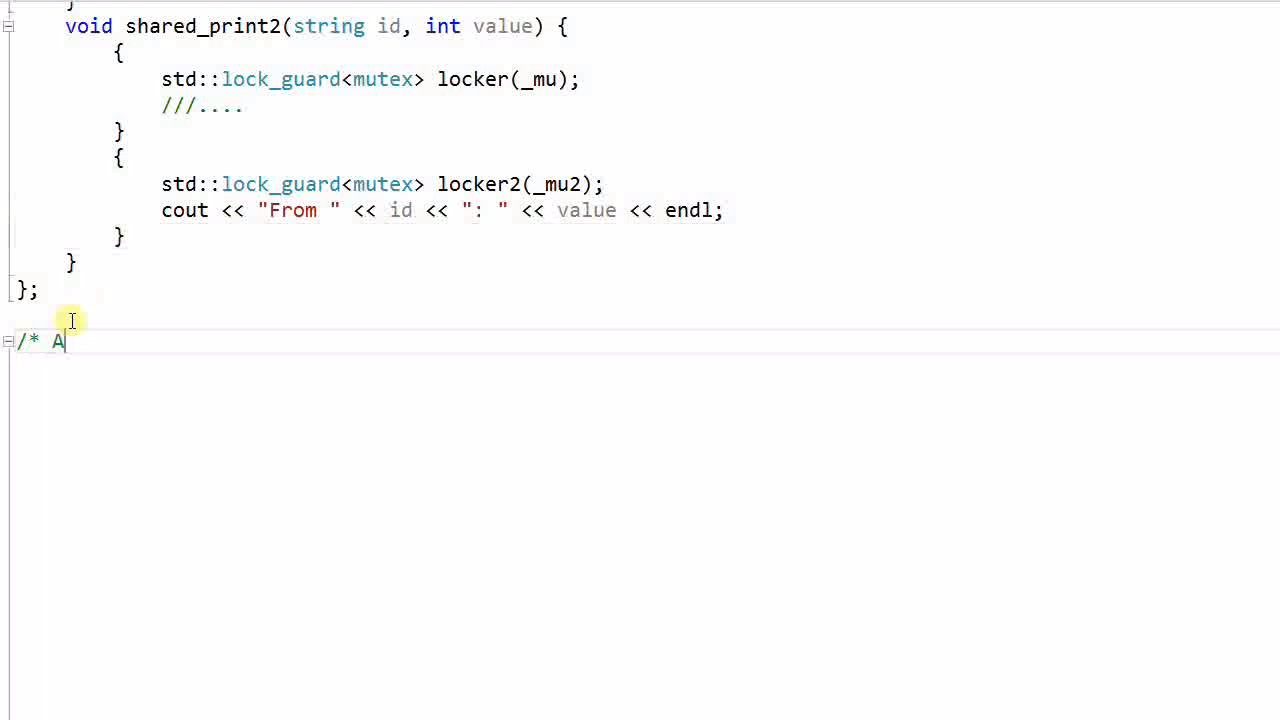 }
void shared_print2(string id, int value) {
{
std::lock_guard<mutex> locker(_mu);
///....
}
{
std::lock_guard<mutex> locker2(_mu2);
cout << "From " << id << ": " << value << endl;
}
}
};
/* A